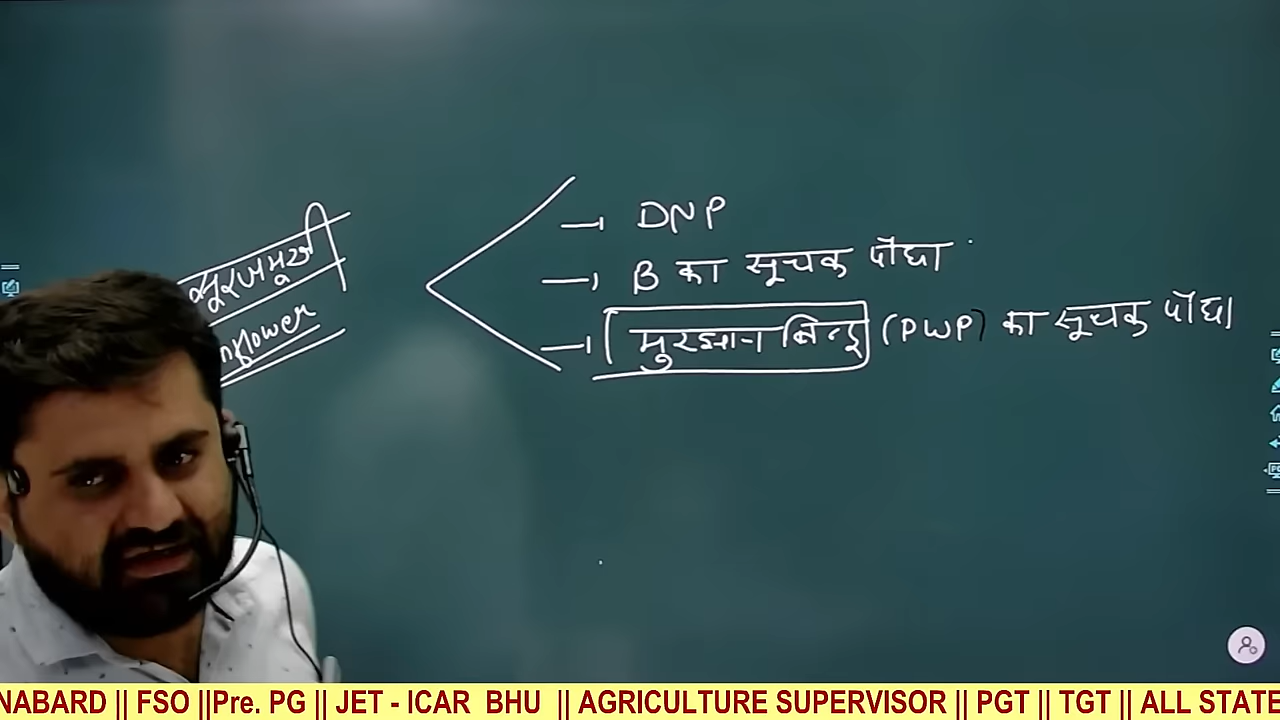 सूरजमूखी
nflower
DNP
B का सूचक पौधा
मुरझान बिन्दू (PWP) का सूचक पौधा
NABARD || FSO ||Pre. PG || JET - ICAR BHU || AGRICULTURE SUPERVISOR || PGT || TGT || ALL STATE